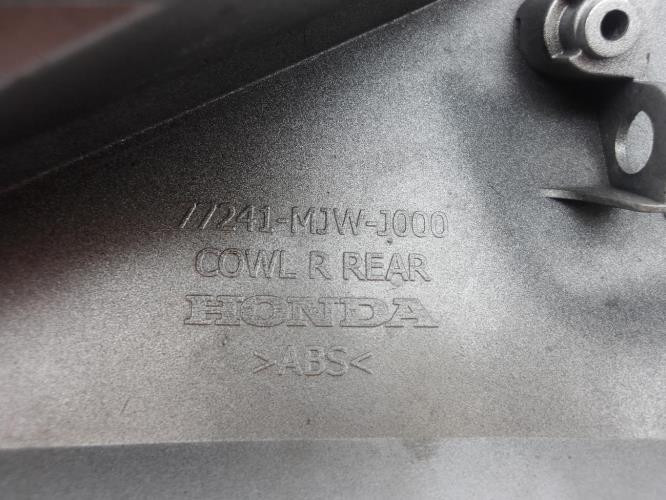 77241-MJW-J000
COWL R REAR
HONDA
>ABS<